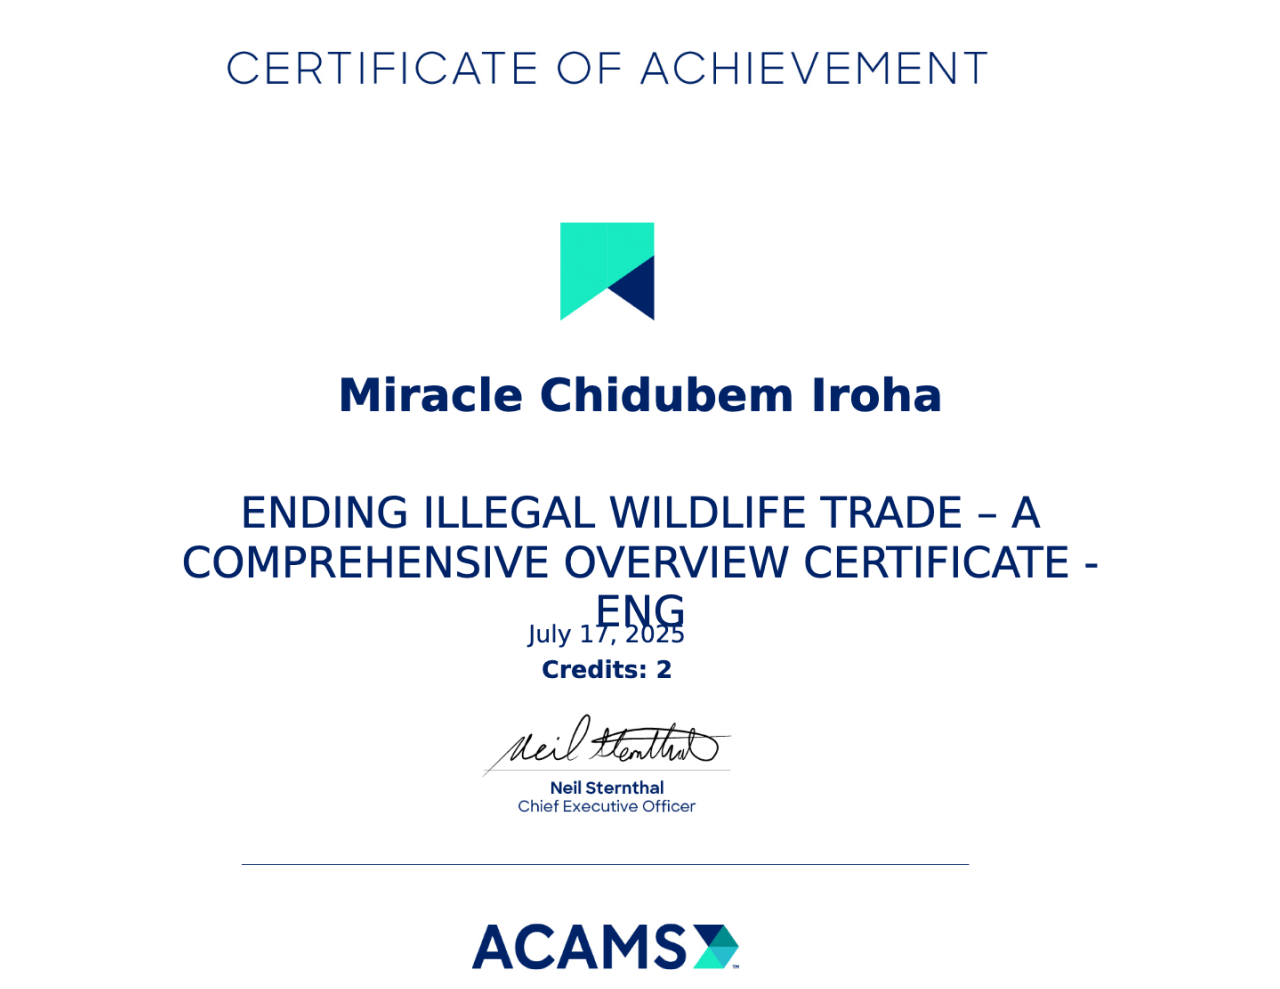 CERTIFICATE OF ACHIEVEMENT
Miracle Chidubem Iroha
ENDING ILLEGAL WILDLIFE TRADE – A
COMPREHENSIVE OVERVIEW CERTIFICATE -
ENG
July 17, 2025
Credits: 2
Neil Sternthal
Neil Sternthal
Chief Executive Officer
ACAMS™